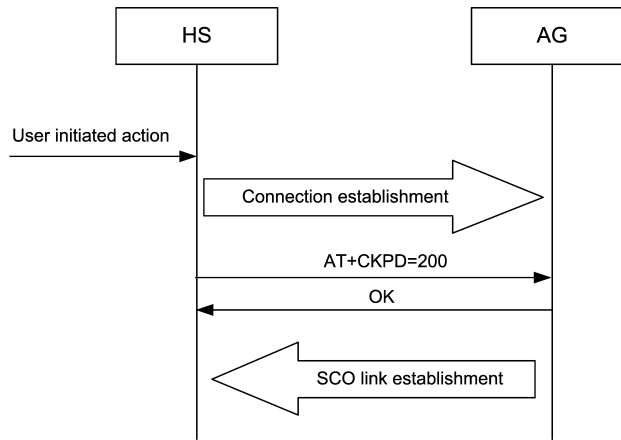 HS
AG
User initiated action
Connection establishment
AT+CKPD=200
OK
SCO link establishment